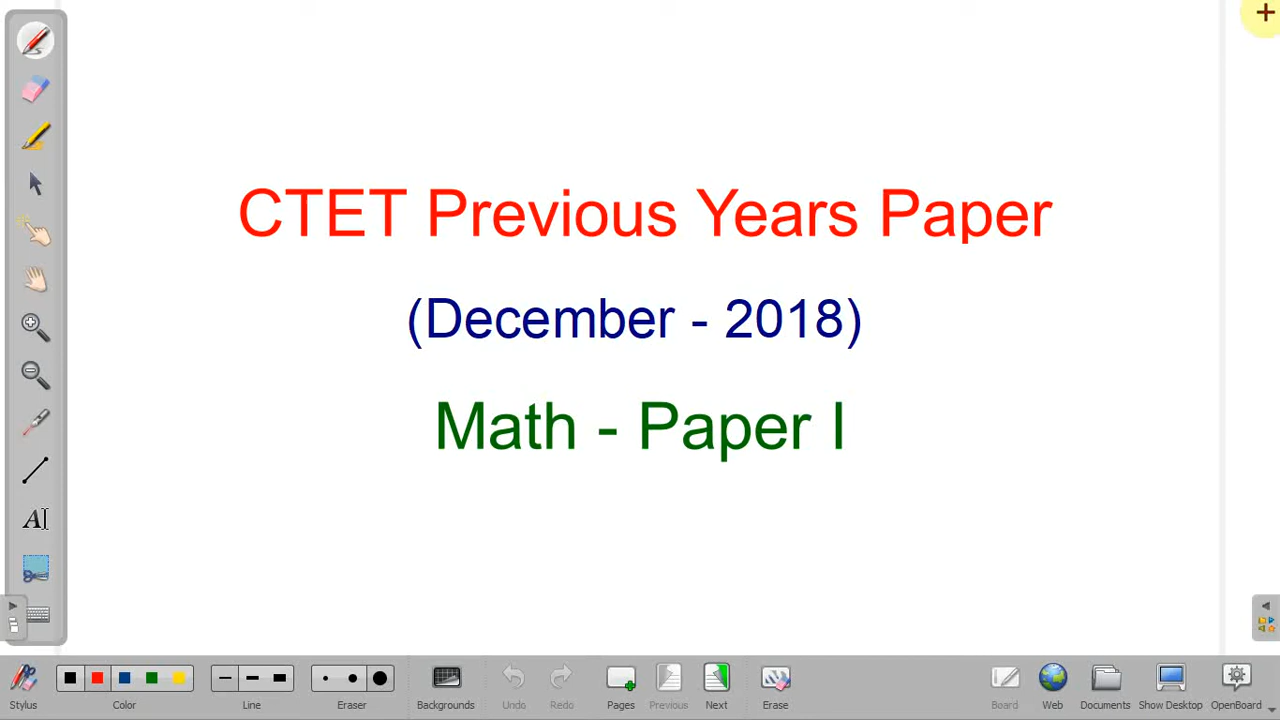 CTET Previous Years Paper
(December - 2018)
Math - Paper I
Stylus Color Line Eraser Backgrounds Undo Redo Pages Previous Next Erase Board Web Documents Show Desktop OpenBoard